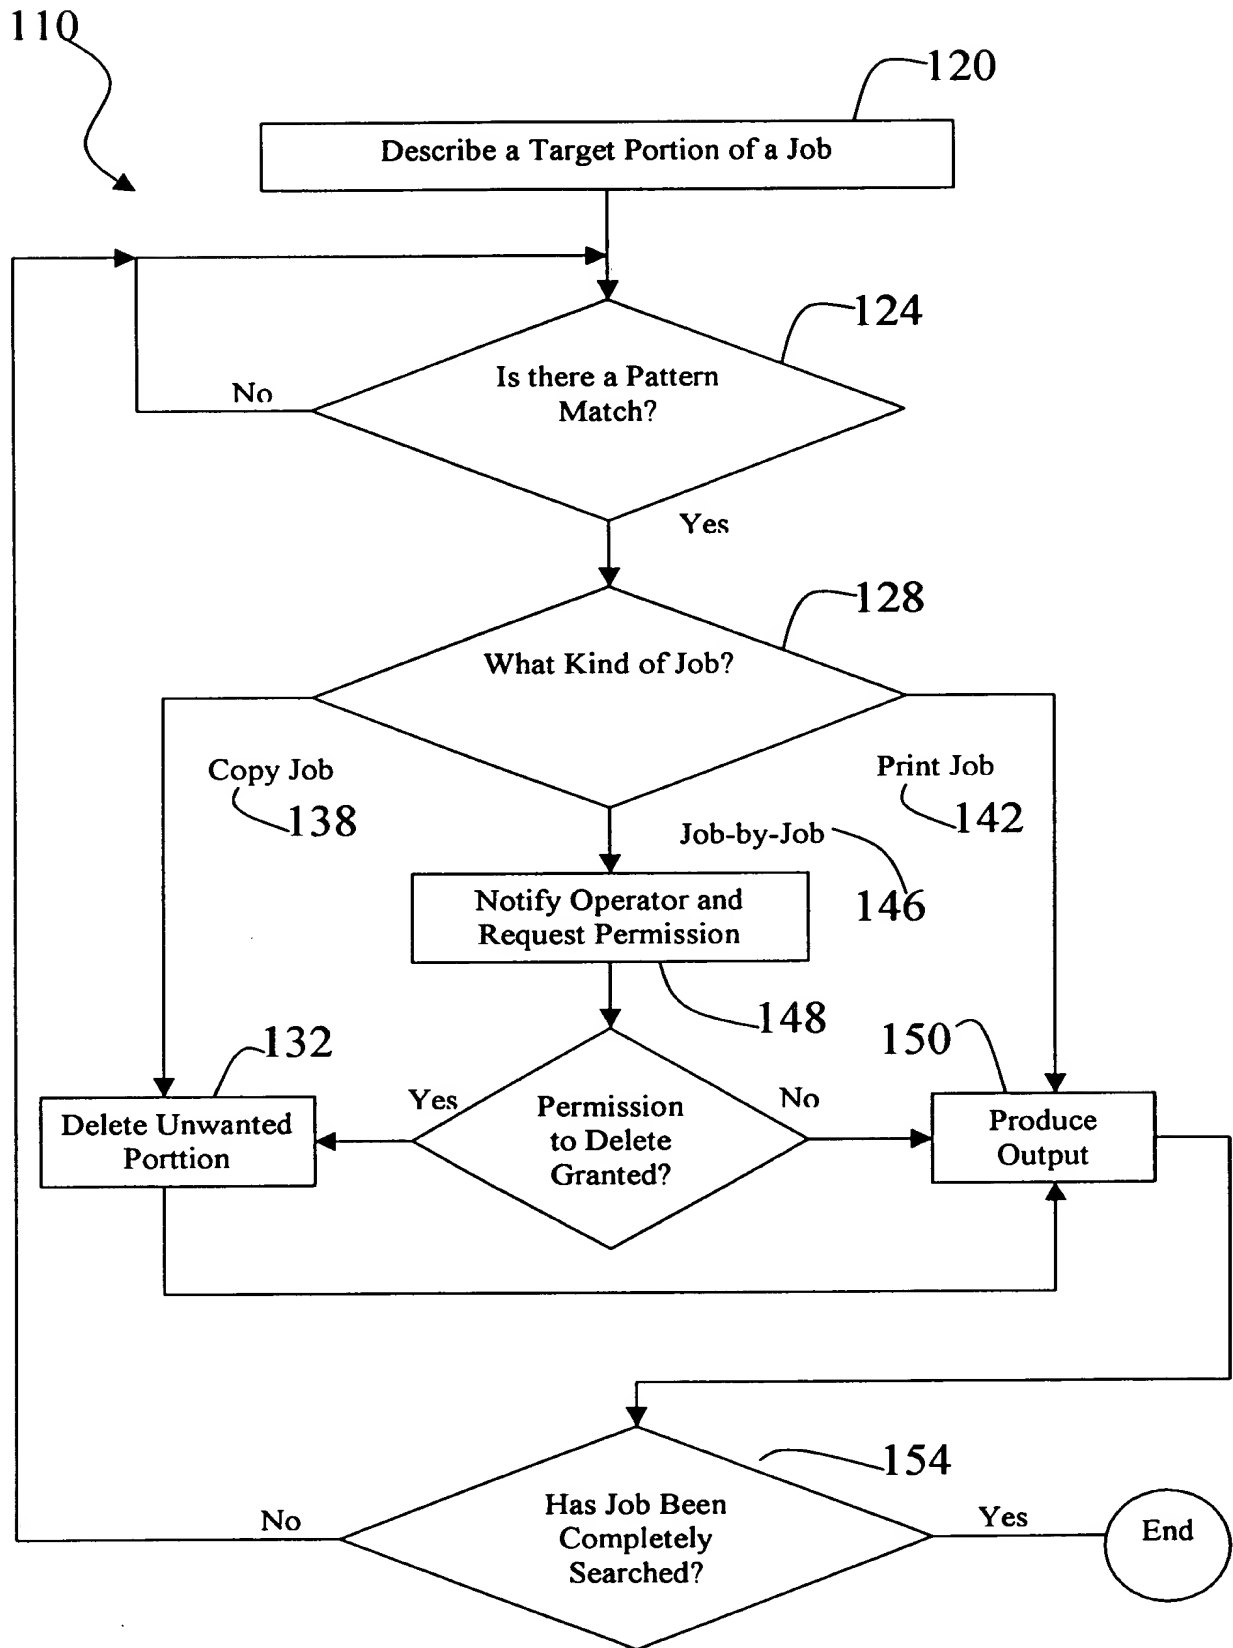 110
120
Describe a Target Portion of a Job
124
Is there a Pattern
Match?
No
Yes
128
What Kind of Job?
Copy Job
138
Print Job
142
Job-by-Job
146
Notify Operator and
Request Permission
148
132
150
Delete Unwanted
Porttion
Yes
Permission
to Delete
Granted?
No
Produce
Output
154
Has Job Been
Completely
Searched?
No
Yes
End